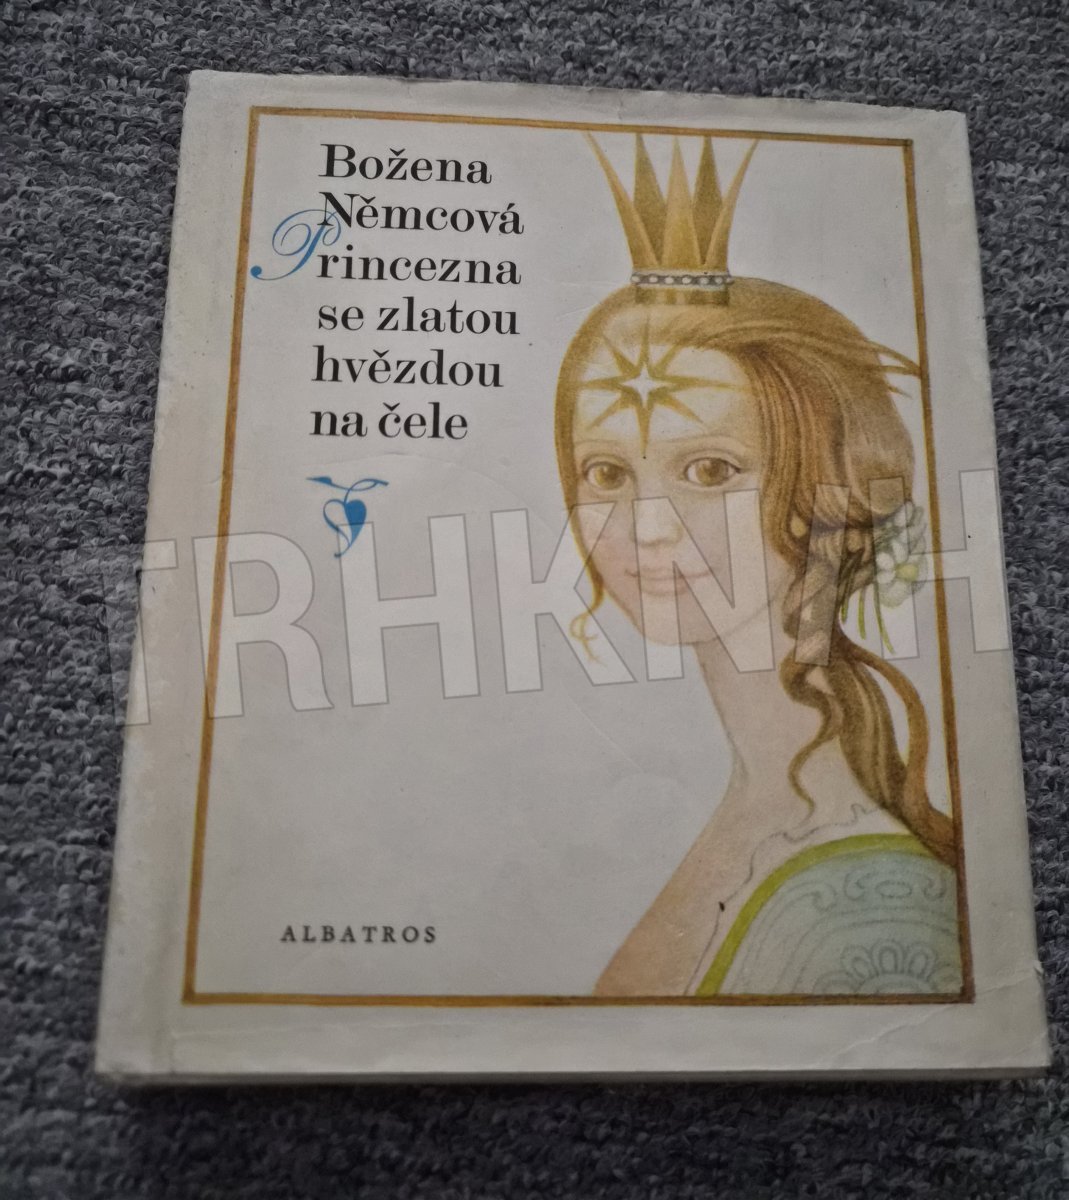 Božena
Němcová
Princezna
se zlatou
hvězdou
na čele
TRHKNIH
ALBATROS